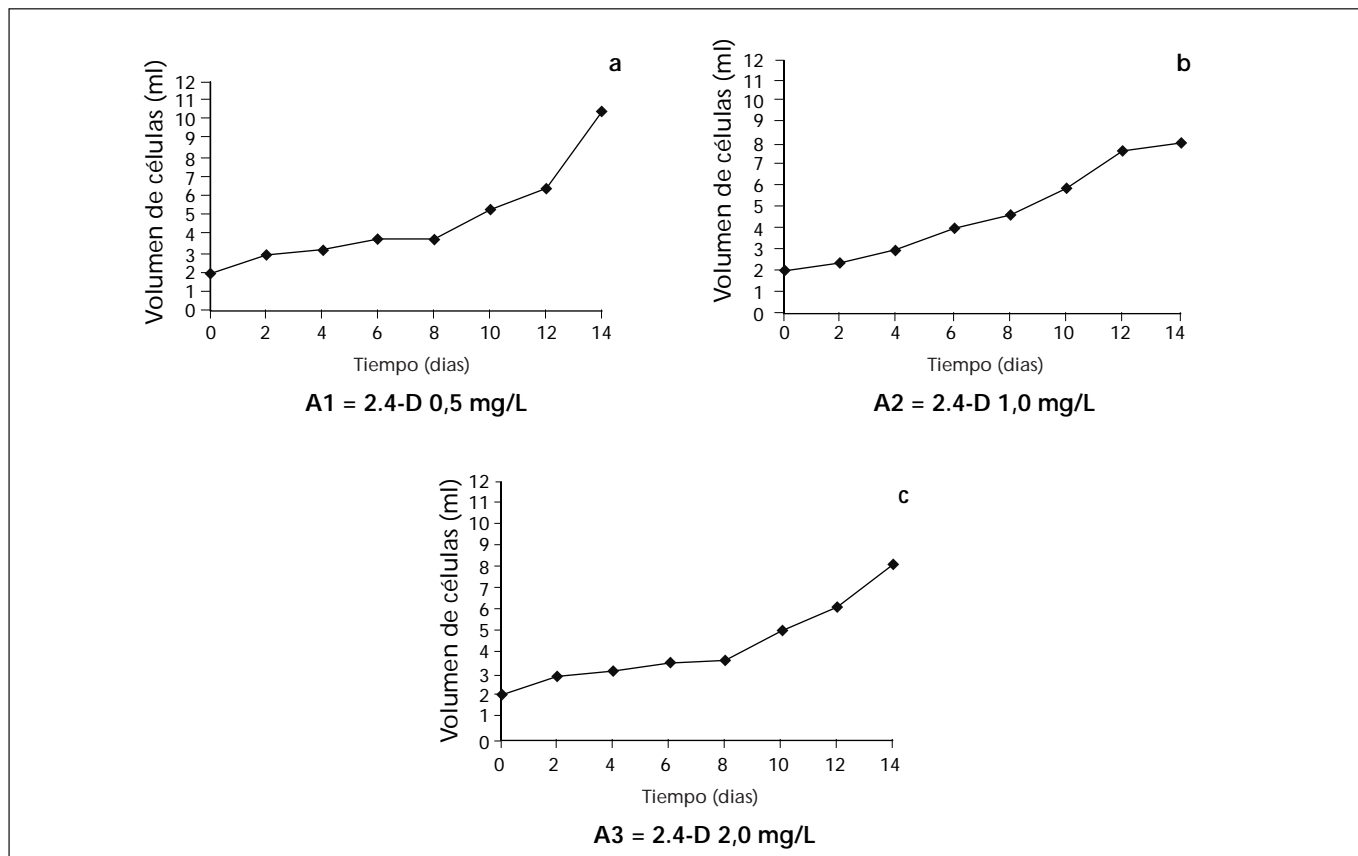 a
Volumen de células (ml)
12
11
10
9
8
7
6
5
4
3
2
1
0
0 2 4 6 8 10 12 14
Tiempo (dias)
A1 = 2.4-D 0,5 mg/L
b
Volumen de células (ml)
12
11
10
9
8
7
6
5
4
3
2
1
0
0 2 4 6 8 10 12 14
Tiempo (dias)
A2 = 2.4-D 1,0 mg/L
c
Volumen de células (ml)
12
11
10
9
8
7
6
5
4
3
2
1
0
0 2 4 6 8 10 12 14
Tiempo (dias)
A3 = 2.4-D 2,0 mg/L